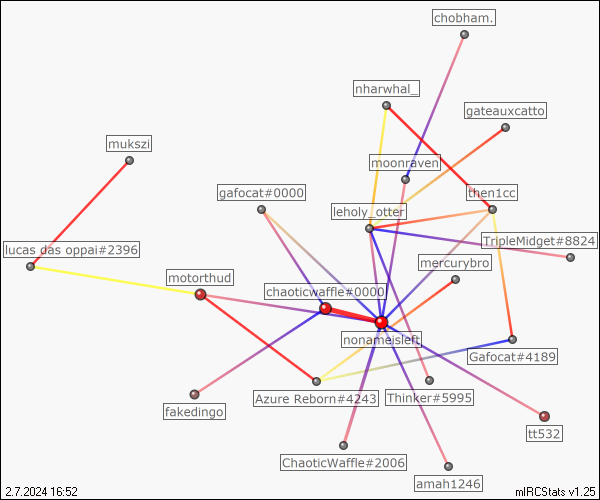 chobham.
nharwhal_
gateauxcatto
mukszi
moonraven
gafocat#0000
then1cc
leholy_otter
lucas das oppai#2396
TripleMidget#8824
mercurybro
motorthud
chaoticwaffle#0000
nonameisleft
Gafocat#4189
Azure Reborn#4243
Thinker#5995
fakedingo
tt532
ChaoticWaffle#2006
amah1246
2.7.2024 16:52
mIRCStats v1.25